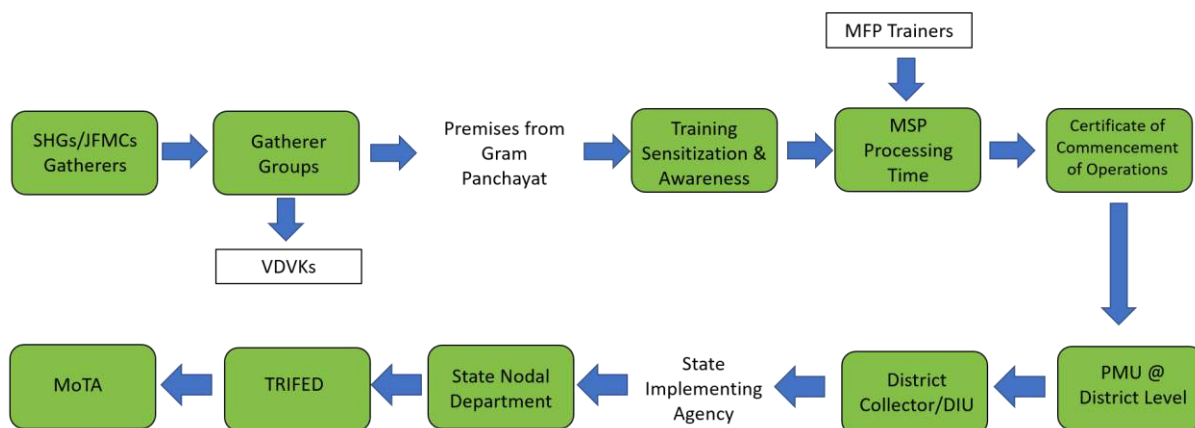 MFP Trainers
SHGs/JFMCs
Gatherers
Gatherer
Groups
Premises from
Gram
Panchayat
Training
Sensitization &
Awareness
MSP
Processing
Time
Certificate of
Commencement
of Operations
VDVKs
MoTA
TRIFED
State Nodal
Department
State
Implementing
Agency
District
Collector/DIU
PMU @
District Level